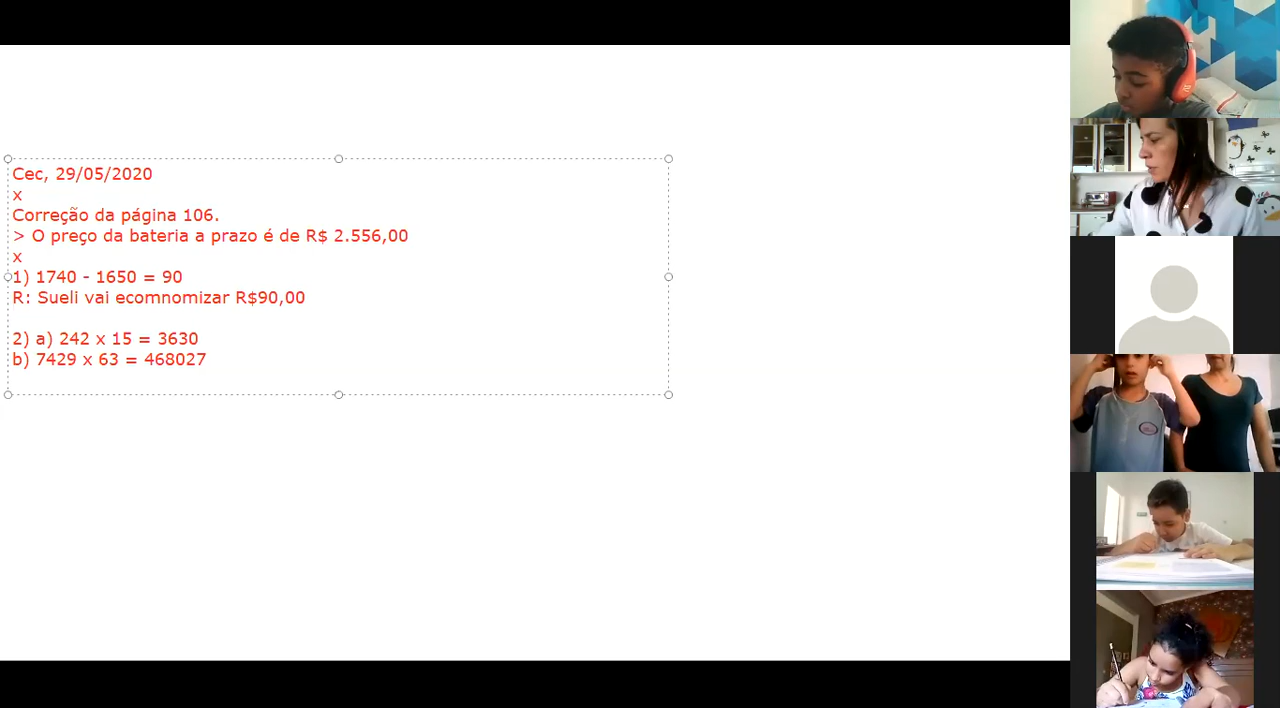 Cec, 29/05/2020
x
Correção da página 106.
> O preço da bateria a prazo é de R$ 2.556,00
x
1) 1740 - 1650 = 90
R: Sueli vai ecomnomizar R$90,00
2) a) 242 x 15 = 3630
b) 7429 x 63 = 468027